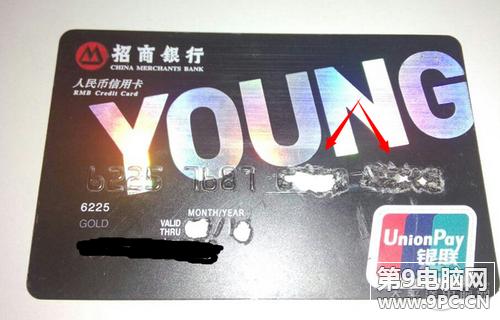 招商银行
CHINA MERCHANTS BANK
人民币信用卡
RMB Credit Card
YOUNG
6225 7687
6225
GOLD
MONTH/YEAR
VALID
THRU
UnionPay
银联
第9电脑网
WWW.9PC.CN